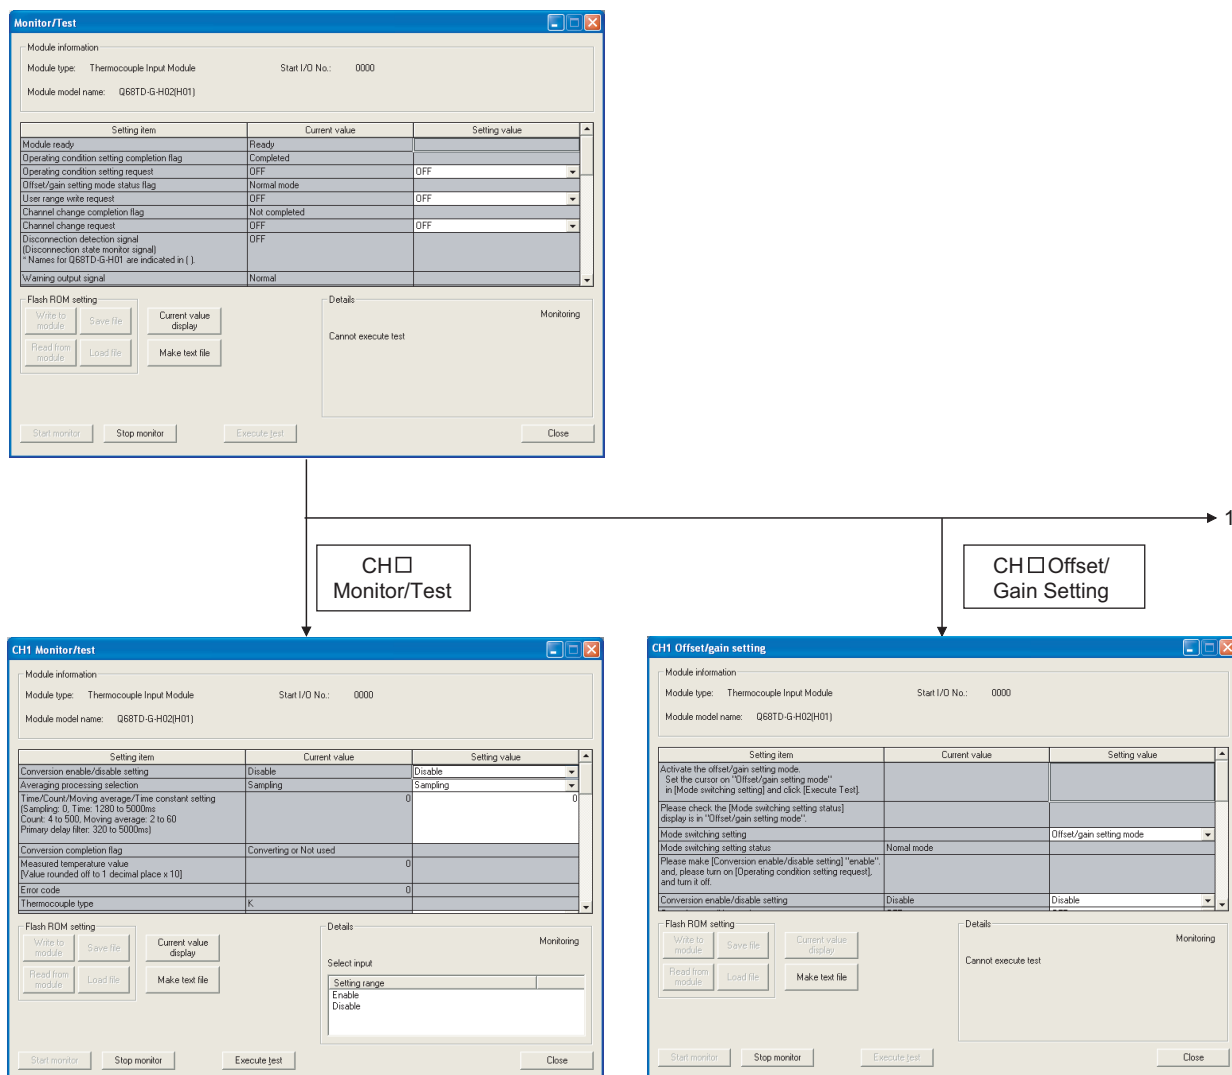 Monitor/Test
Module information
Module type: Thermocouple Input Module Start I/O No.: 0000
Module model name: Q68TD-G-H02(H01)
Setting item Current value Setting value
Module ready Ready
Operating condition setting completion flag Completed
Operating condition setting request OFF OFF
Offset/gain setting mode status flag Normal mode
User range write request OFF OFF
Channel change completion flag Not completed
Channel change request OFF OFF
Disconnection detection signal OFF
(Disconnection state monitor signal)
* Names for Q68TD-G-H01 are indicated in ( ).
Warning output signal Normal
Flash ROM setting
Write to module
Save file
Current value display
Read from module
Load file
Make text file
Details
Monitoring
Cannot execute test
Start monitor Stop monitor Execute test Close
1
CH□
Monitor/Test
CH□Offset/
Gain Setting
CH1 Monitor/test
Module information
Module type: Thermocouple Input Module Start I/O No.: 0000
Module model name: Q68TD-G-H02(H01)
Setting item Current value Setting value
Conversion enable/disable setting Disable Disable
Averaging processing selection Sampling Sampling
Time/Count/Moving average/Time constant setting 0 0
(Sampling: 0, Time: 1280 to 5000ms
Count: 4 to 500, Moving average: 2 to 60
Primary delay filter: 320 to 5000ms)
Conversion completion flag Converting or Not used
Measured temperature value 0
[Value rounded off to 1 decimal place x 10]
Error code 0
Thermocouple type K
Flash ROM setting
Write to module
Save file
Current value display
Read from module
Load file
Make text file
Details
Monitoring
Select input
Setting range
Enable
Disable
Start monitor Stop monitor Execute test Close
CH1 Offset/gain setting
Module information
Module type: Thermocouple Input Module Start I/O No.: 0000
Module model name: Q68TD-G-H02(H01)
Setting item Current value Setting value
Activate the offset/gain setting mode.
Set the cursor on "Offset/gain setting mode"
in [Mode switching setting] and click [Execute Test].
Please check the [Mode switching setting status]
display is in "Offset/gain setting mode".
Mode switching setting Offset/gain setting mode
Mode switching setting status Nomal mode
Please make [Conversion enable/disable setting] "enable".
and, please turn on [Operating condition setting request],
and turn it off.
Conversion enable/disable setting Disable Disable
Flash ROM setting
Write to module
Save file
Current value display
Read from module
Load file
Make text file
Details
Monitoring
Cannot execute test
Start monitor Stop monitor Execute test Close